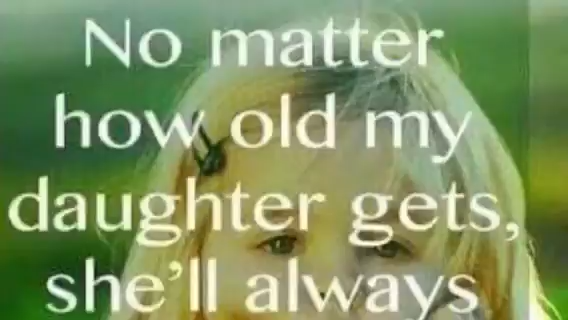 No matter
how old my
daughter gets,
she'll always